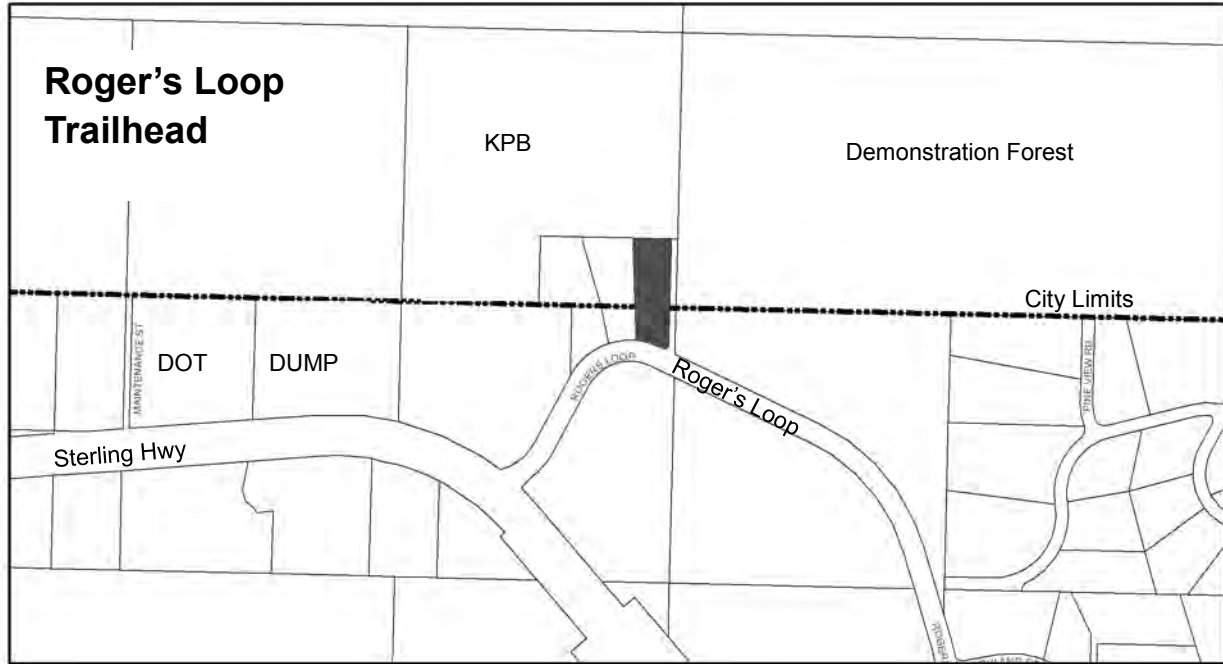 Roger's Loop
Trailhead
KPB
Demonstration Forest
City Limits
MAINTENANCE ST
DOT
DUMP
ROGERS LOOP
Roger's Loop
PINE VIEW RD
Sterling Hwy